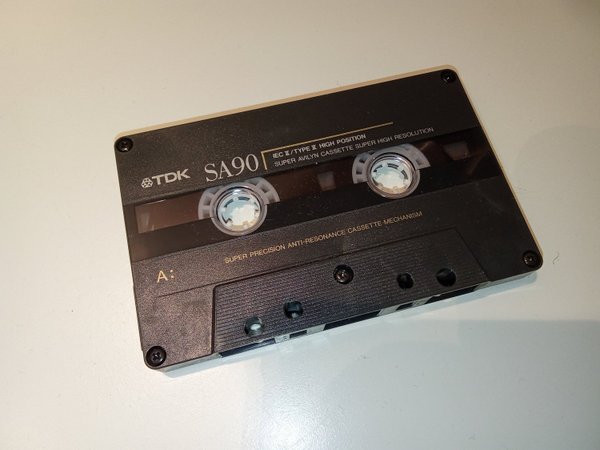 TDK SA90
IEC II/TYPE II HIGH POSITION
SUPER AVILYN CASSETTE SUPER HIGH RESOLUTION
SUPER PRECISION ANTI-RESONANCE CASSETTE MECHANISM
A: